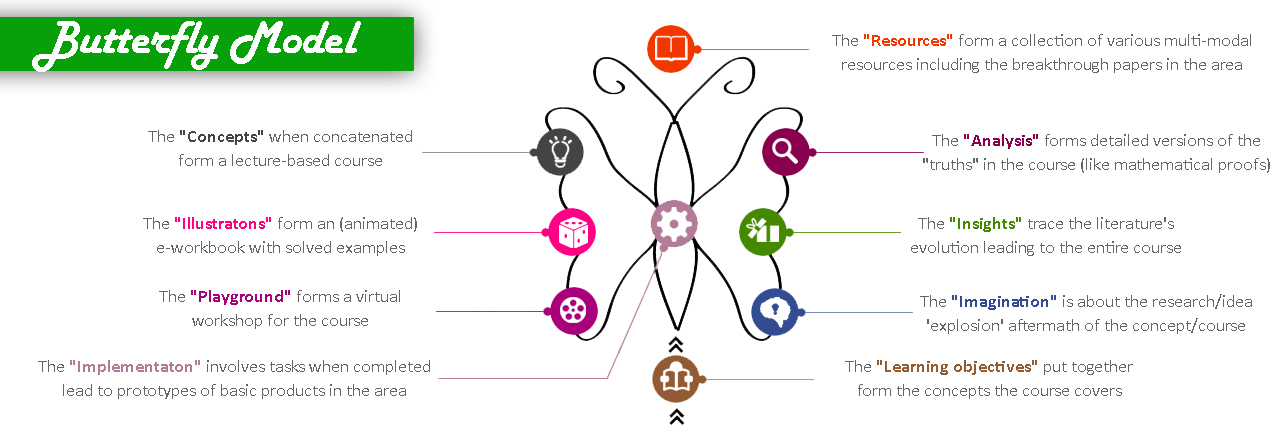 Butterfly Model
The "Resources" form a collection of various multi-modal
resources including the breakthrough papers in the area
The "Concepts" when concatenated
form a lecture-based course
The "Analysis" forms detailed versions of the
"truths" in the course (like mathematical proofs)
The "Illustratons" form an (animated)
e-workbook with solved examples
The "Insights" trace the literature's
evolution leading to the entire course
The "Playground" forms a virtual
workshop for the course
The "Imagination" is about the research/idea
'explosion' aftermath of the concept/course
The "Implementaton" involves tasks when completed
lead to prototypes of basic products in the area
The "Learning objectives" put together
form the concepts the course covers